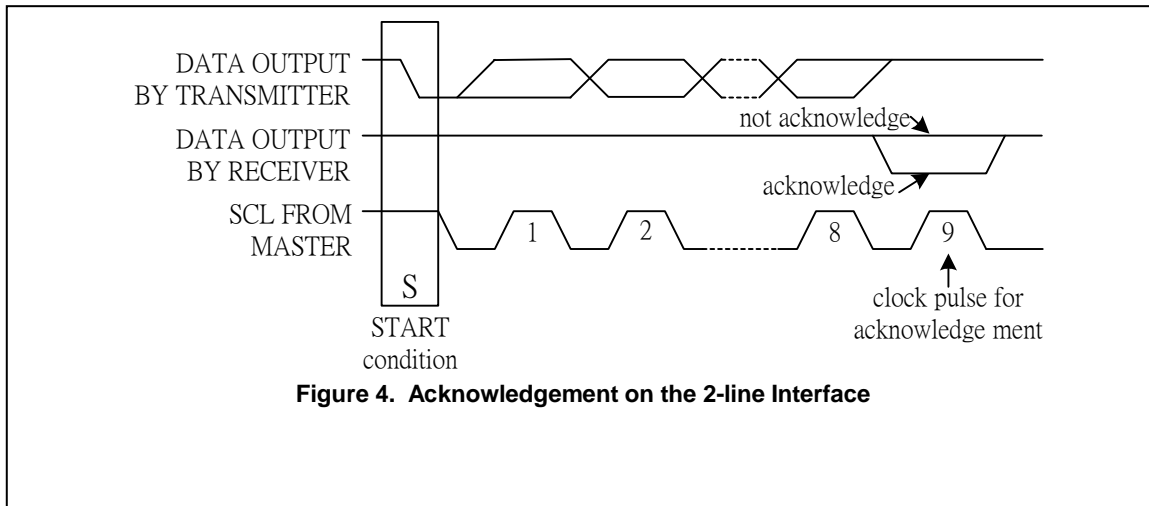 DATA OUTPUT
BY TRANSMITTER
not acknowledge
DATA OUTPUT
BY RECEIVER
acknowledge
SCL FROM
MASTER
1
2
8
9
S
START
condition
clock pulse for
acknowledge ment
Figure 4. Acknowledgement on the 2-line Interface